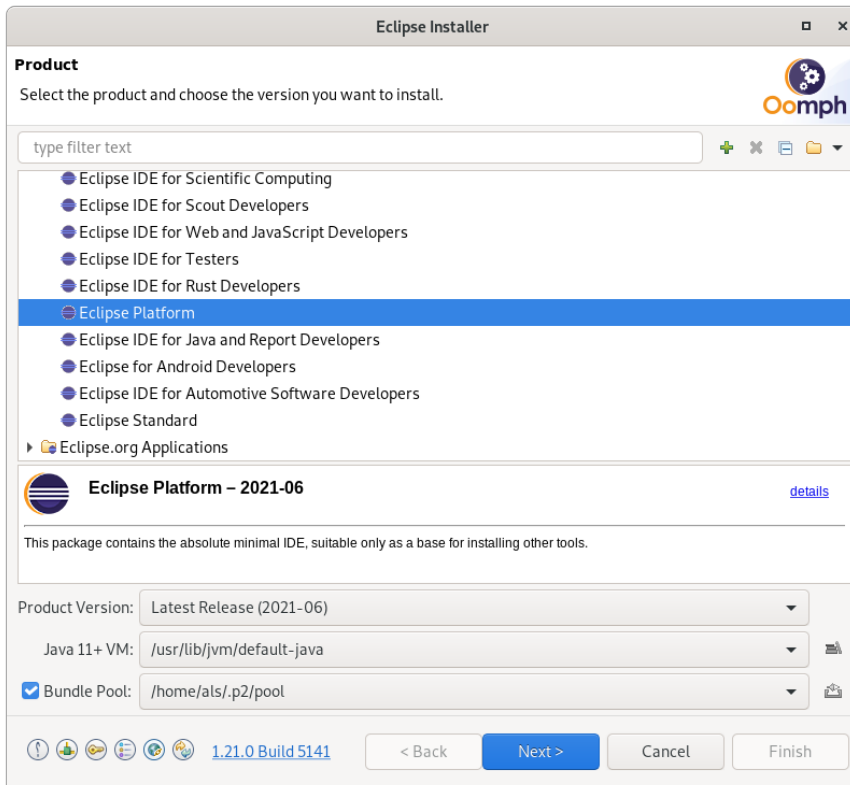 Eclipse Installer
Product
Select the product and choose the version you want to install.
Oomph
type filter text
Eclipse IDE for Scientific Computing
Eclipse IDE for Scout Developers
Eclipse IDE for Web and JavaScript Developers
Eclipse IDE for Testers
Eclipse IDE for Rust Developers
Eclipse Platform
Eclipse IDE for Java and Report Developers
Eclipse for Android Developers
Eclipse IDE for Automotive Software Developers
Eclipse Standard
Eclipse.org Applications
Eclipse Platform – 2021-06
details
This package contains the absolute minimal IDE, suitable only as a base for installing other tools.
Product Version: Latest Release (2021-06)
Java 11+ VM: /usr/lib/jvm/default-java
Bundle Pool: /home/als/.p2/pool
1.21.0 Build 5141 < Back Next > Cancel Finish